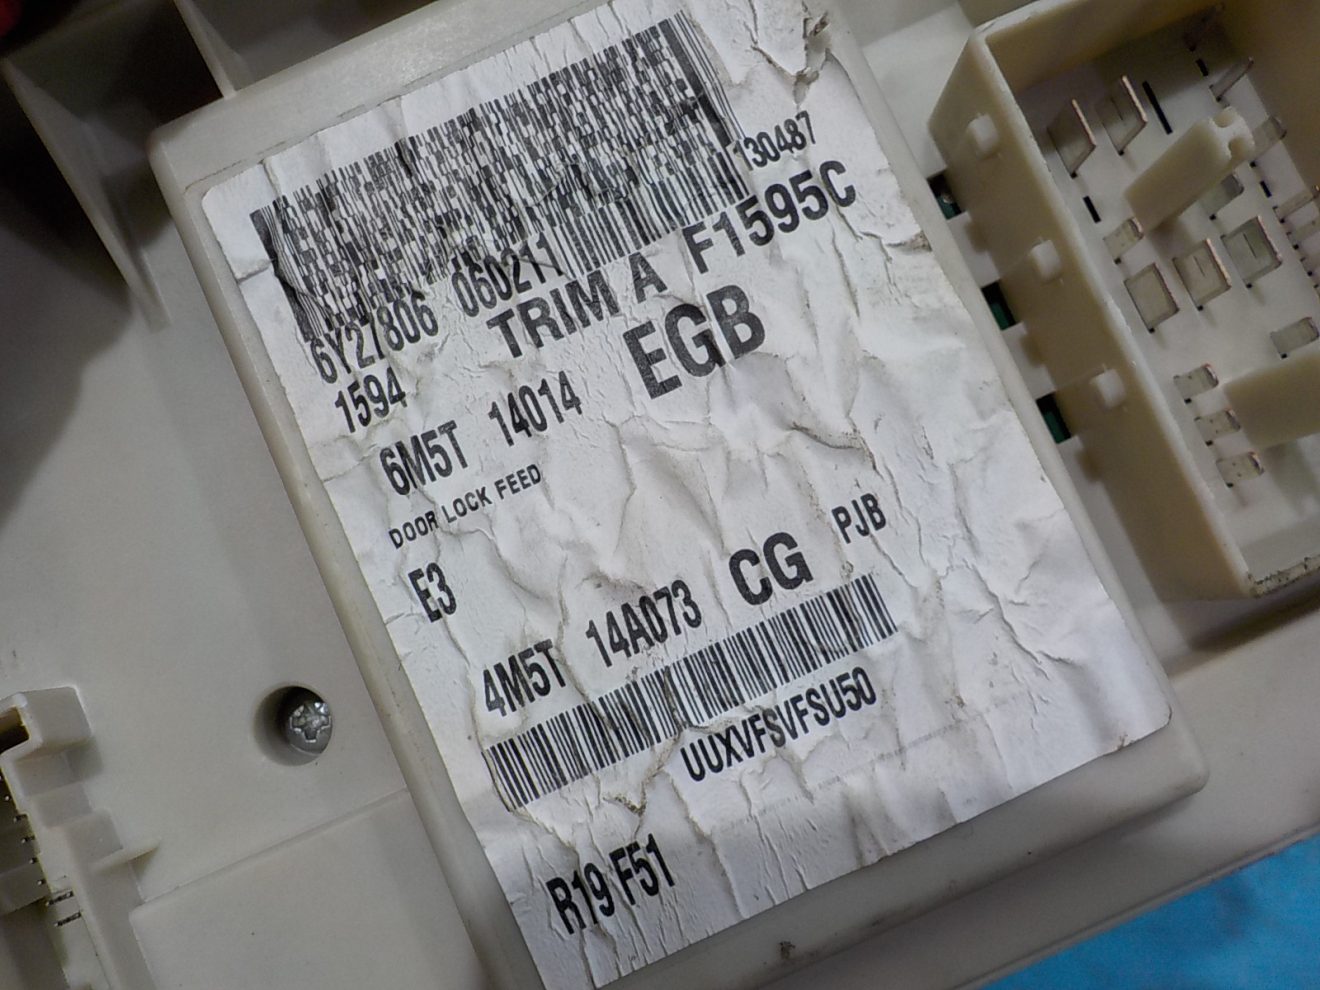 130487
6Y27806 060211
TRIM A F1595C
1594
6M5T 14014 EGB
DOOR LOCK FEED
E3
4M5T 14A073 CG PJB
UUXVFSVFSU50
R19 F51